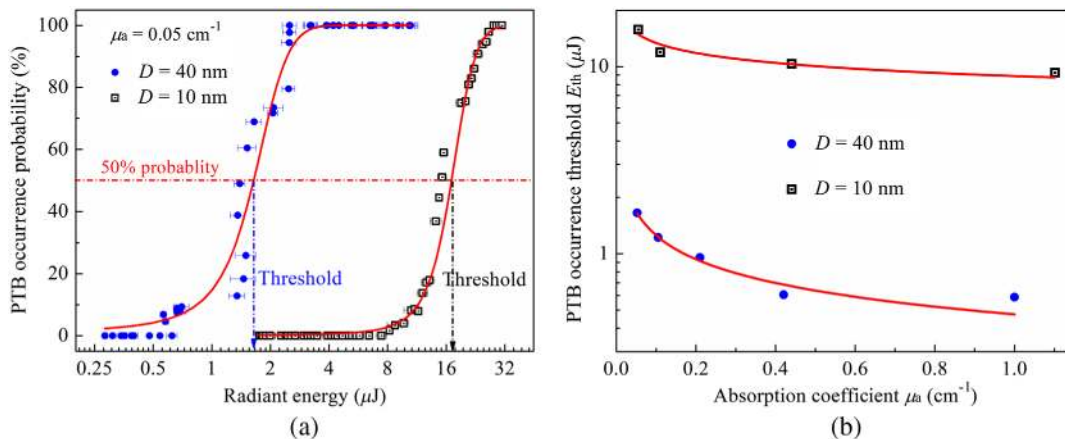 (a)
PTB occurrence probability (%)
100
80
60
40
20
0
μa = 0.05 cm⁻¹
D = 40 nm
D = 10 nm
50% probablity
Threshold
Threshold
0.25 0.5 1 2 4 8 16 32
Radiant energy (μJ)
(a)
PTB occurrence threshold Eth (μJ)
10
1
D = 40 nm
D = 10 nm
0.0 0.2 0.4 0.6 0.8 1.0
Absorption coefficient μa (cm⁻¹)
(b)